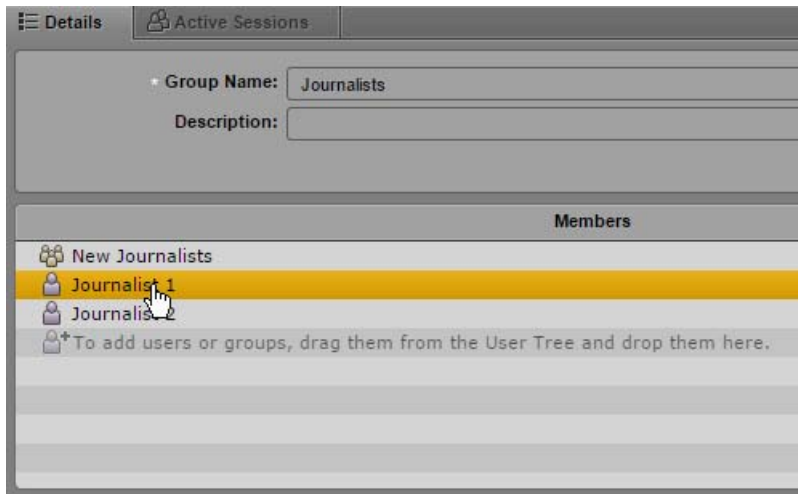 Details
Active Sessions
* Group Name: Journalists
Description:
Members
New Journalists
Journalist 1
Journalist 2
To add users or groups, drag them from the User Tree and drop them here.